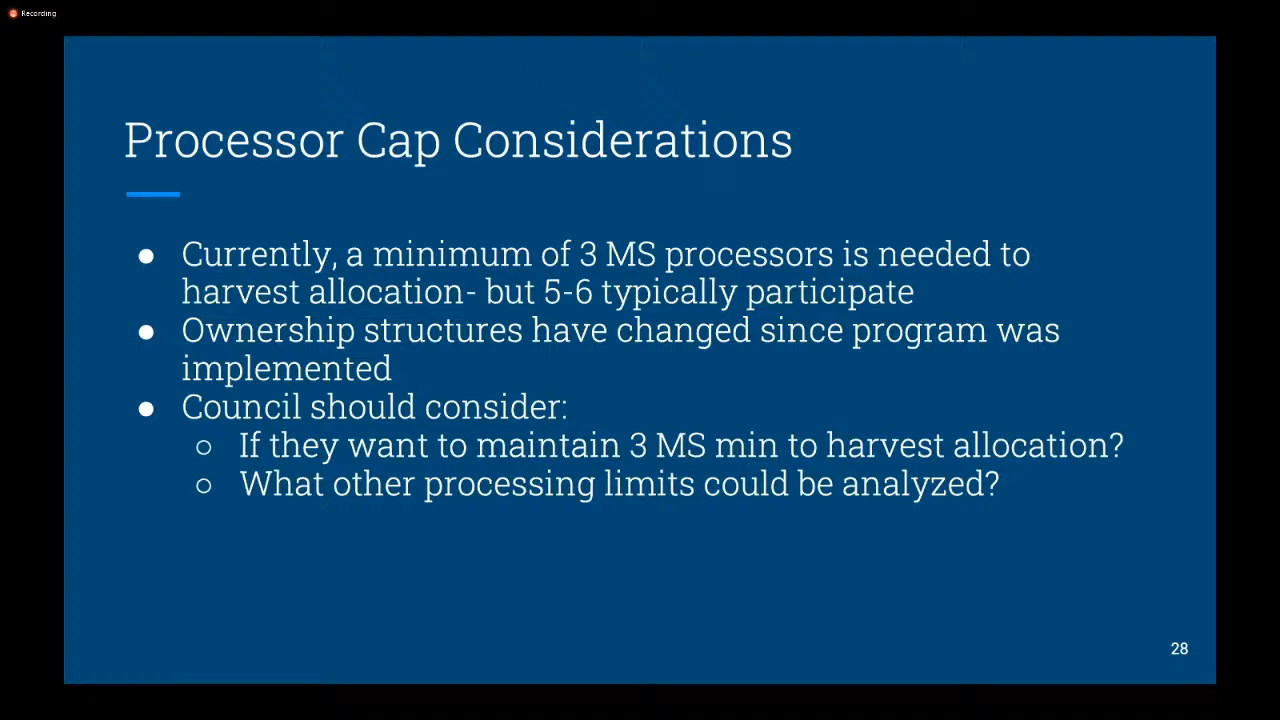 Recording
Processor Cap Considerations
● Currently, a minimum of 3 MS processors is needed to
harvest allocation- but 5-6 typically participate
● Ownership structures have changed since program was
implemented
● Council should consider:
○ If they want to maintain 3 MS min to harvest allocation?
○ What other processing limits could be analyzed?
28